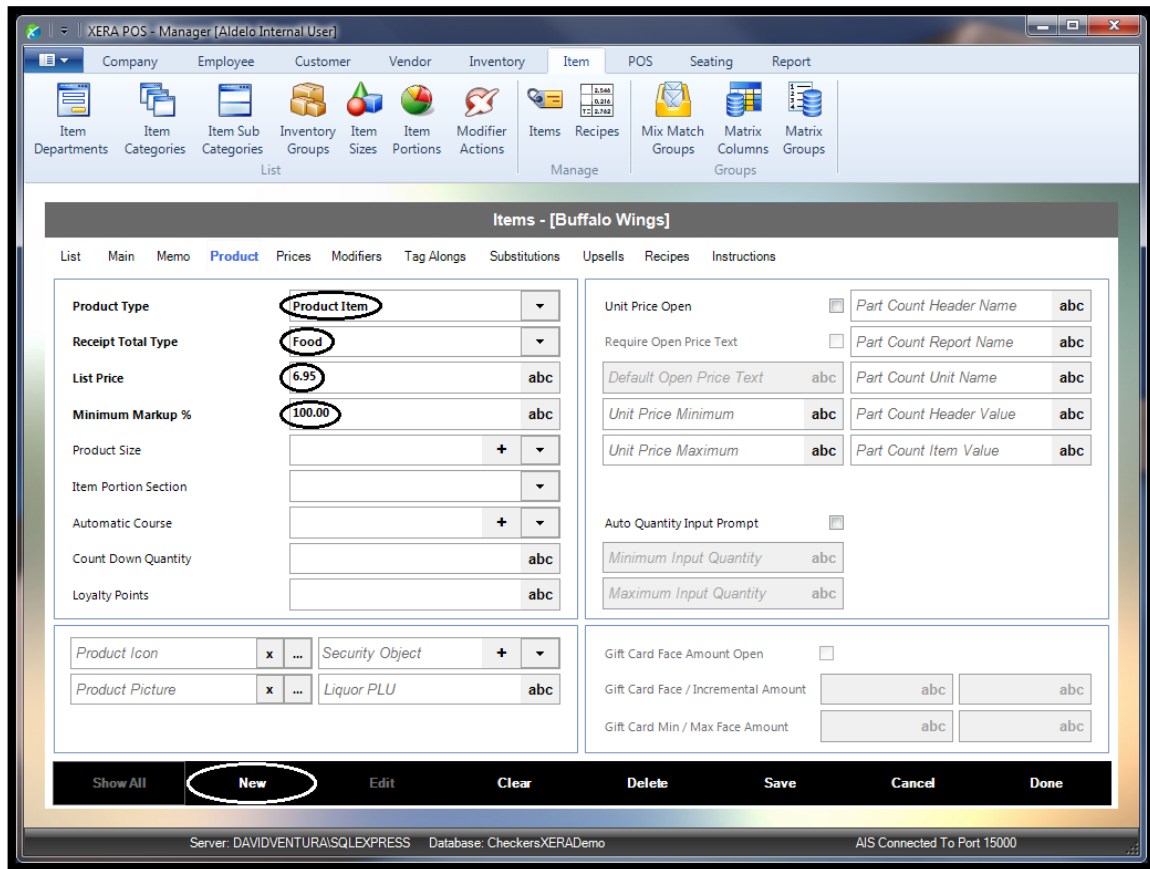 XERA POS - Manager [Aldelo Internal User]
Company Employee Customer Vendor Inventory Item POS Seating Report
Item Departments
Item Categories
Item Sub Categories
Inventory Groups
Item Sizes
Item Portions
Modifier Actions
Items
Recipes
Mix Match Groups
Matrix Columns
Matrix Groups
List
Manage
Groups
Items - [Buffalo Wings]
List Main Memo Product Prices Modifiers Tag Alongs Substitutions Upsells Recipes Instructions
Product Type Product Item
Receipt Total Type Food
List Price 6.95 abc
Minimum Markup % 100.00 abc
Product Size +
Item Portion Section
Automatic Course +
Count Down Quantity abc
Loyalty Points abc
Unit Price Open Part Count Header Name abc
Require Open Price Text Part Count Report Name abc
Default Open Price Text abc Part Count Unit Name abc
Unit Price Minimum abc Part Count Header Value abc
Unit Price Maximum abc Part Count Item Value abc
Auto Quantity Input Prompt
Minimum Input Quantity abc
Maximum Input Quantity abc
Product Icon x ... Security Object +
Product Picture x ... Liquor PLU abc
Gift Card Face Amount Open
Gift Card Face / Incremental Amount abc abc
Gift Card Min / Max Face Amount abc abc
Show All New Edit Clear Delete Save Cancel Done
Server: DAVIDVENTURA\SQLEXPRESS Database: CheckersXERADemo AIS Connected To Port 15000